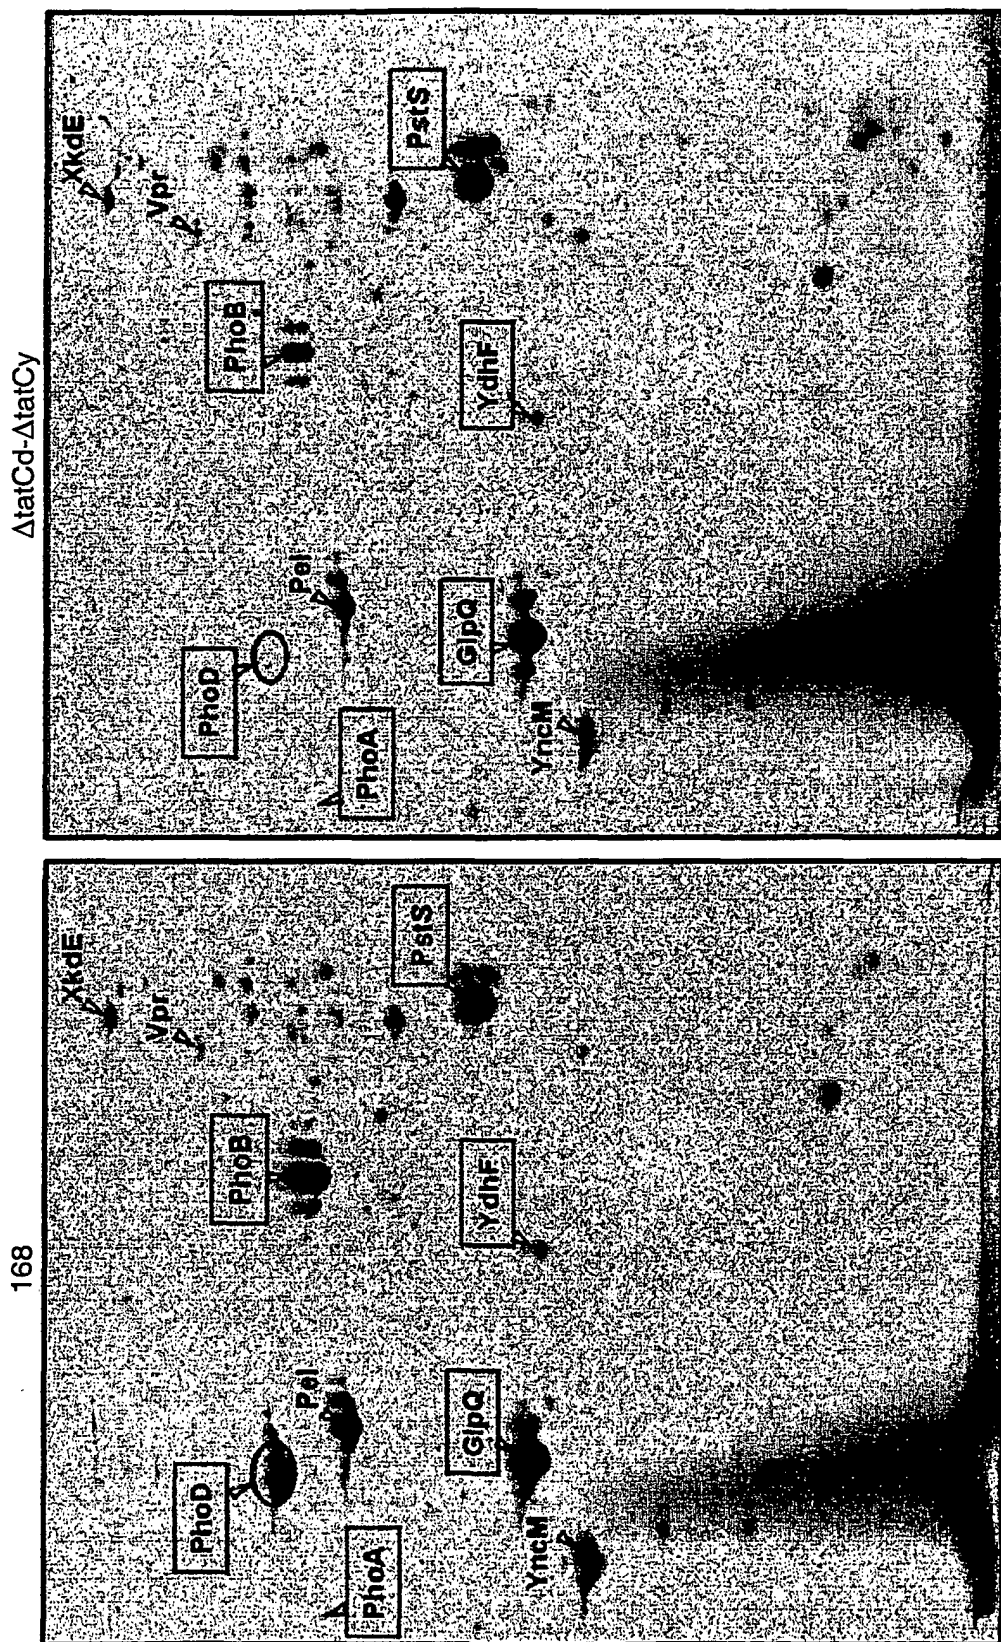 168
XkdE
Vpr
PhoB
PstS
PhoD
Pel
YdhF
PhoA
GlpQ
YncM
ΔtatCd-ΔtatCy
XkdE
Vpr
PhoB
PstS
PhoD
Pel
YdhF
PhoA
GlpQ
YncM